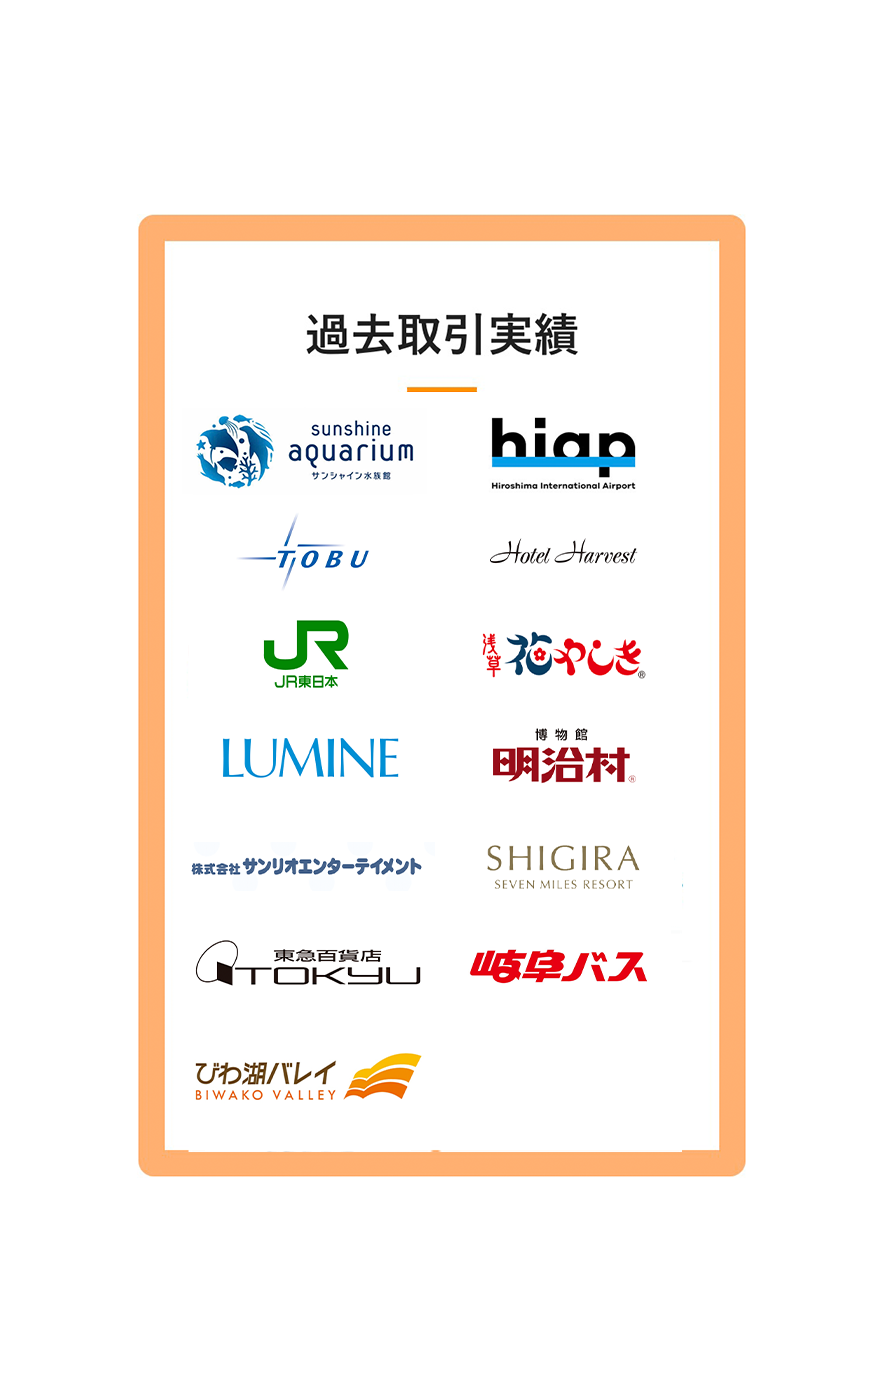 過去取引実績
sunshine
aquarium
サンシャイン水族館
hiap
Hiroshima International Airport
TOBU
Hotel Harvest
JR
JR東日本
浅草
花やしき®
LUMINE
博物館
明治村®
株式会社サンリオエンターテイメント
SHIGIRA
SEVEN MILES RESORT
東急百貨店
TOKYU
岐阜バス
びわ湖バレイ
BIWAKO VALLEY